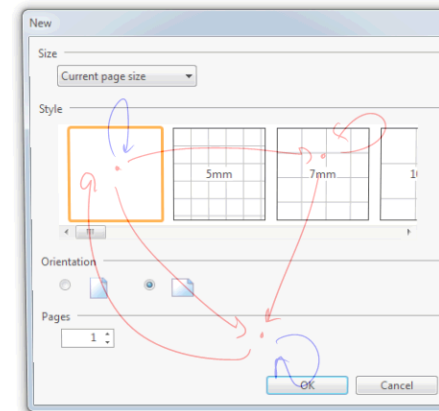 New
Size
Current page size
Style
5mm
7mm
Orientation
Pages
1
OK
Cancel